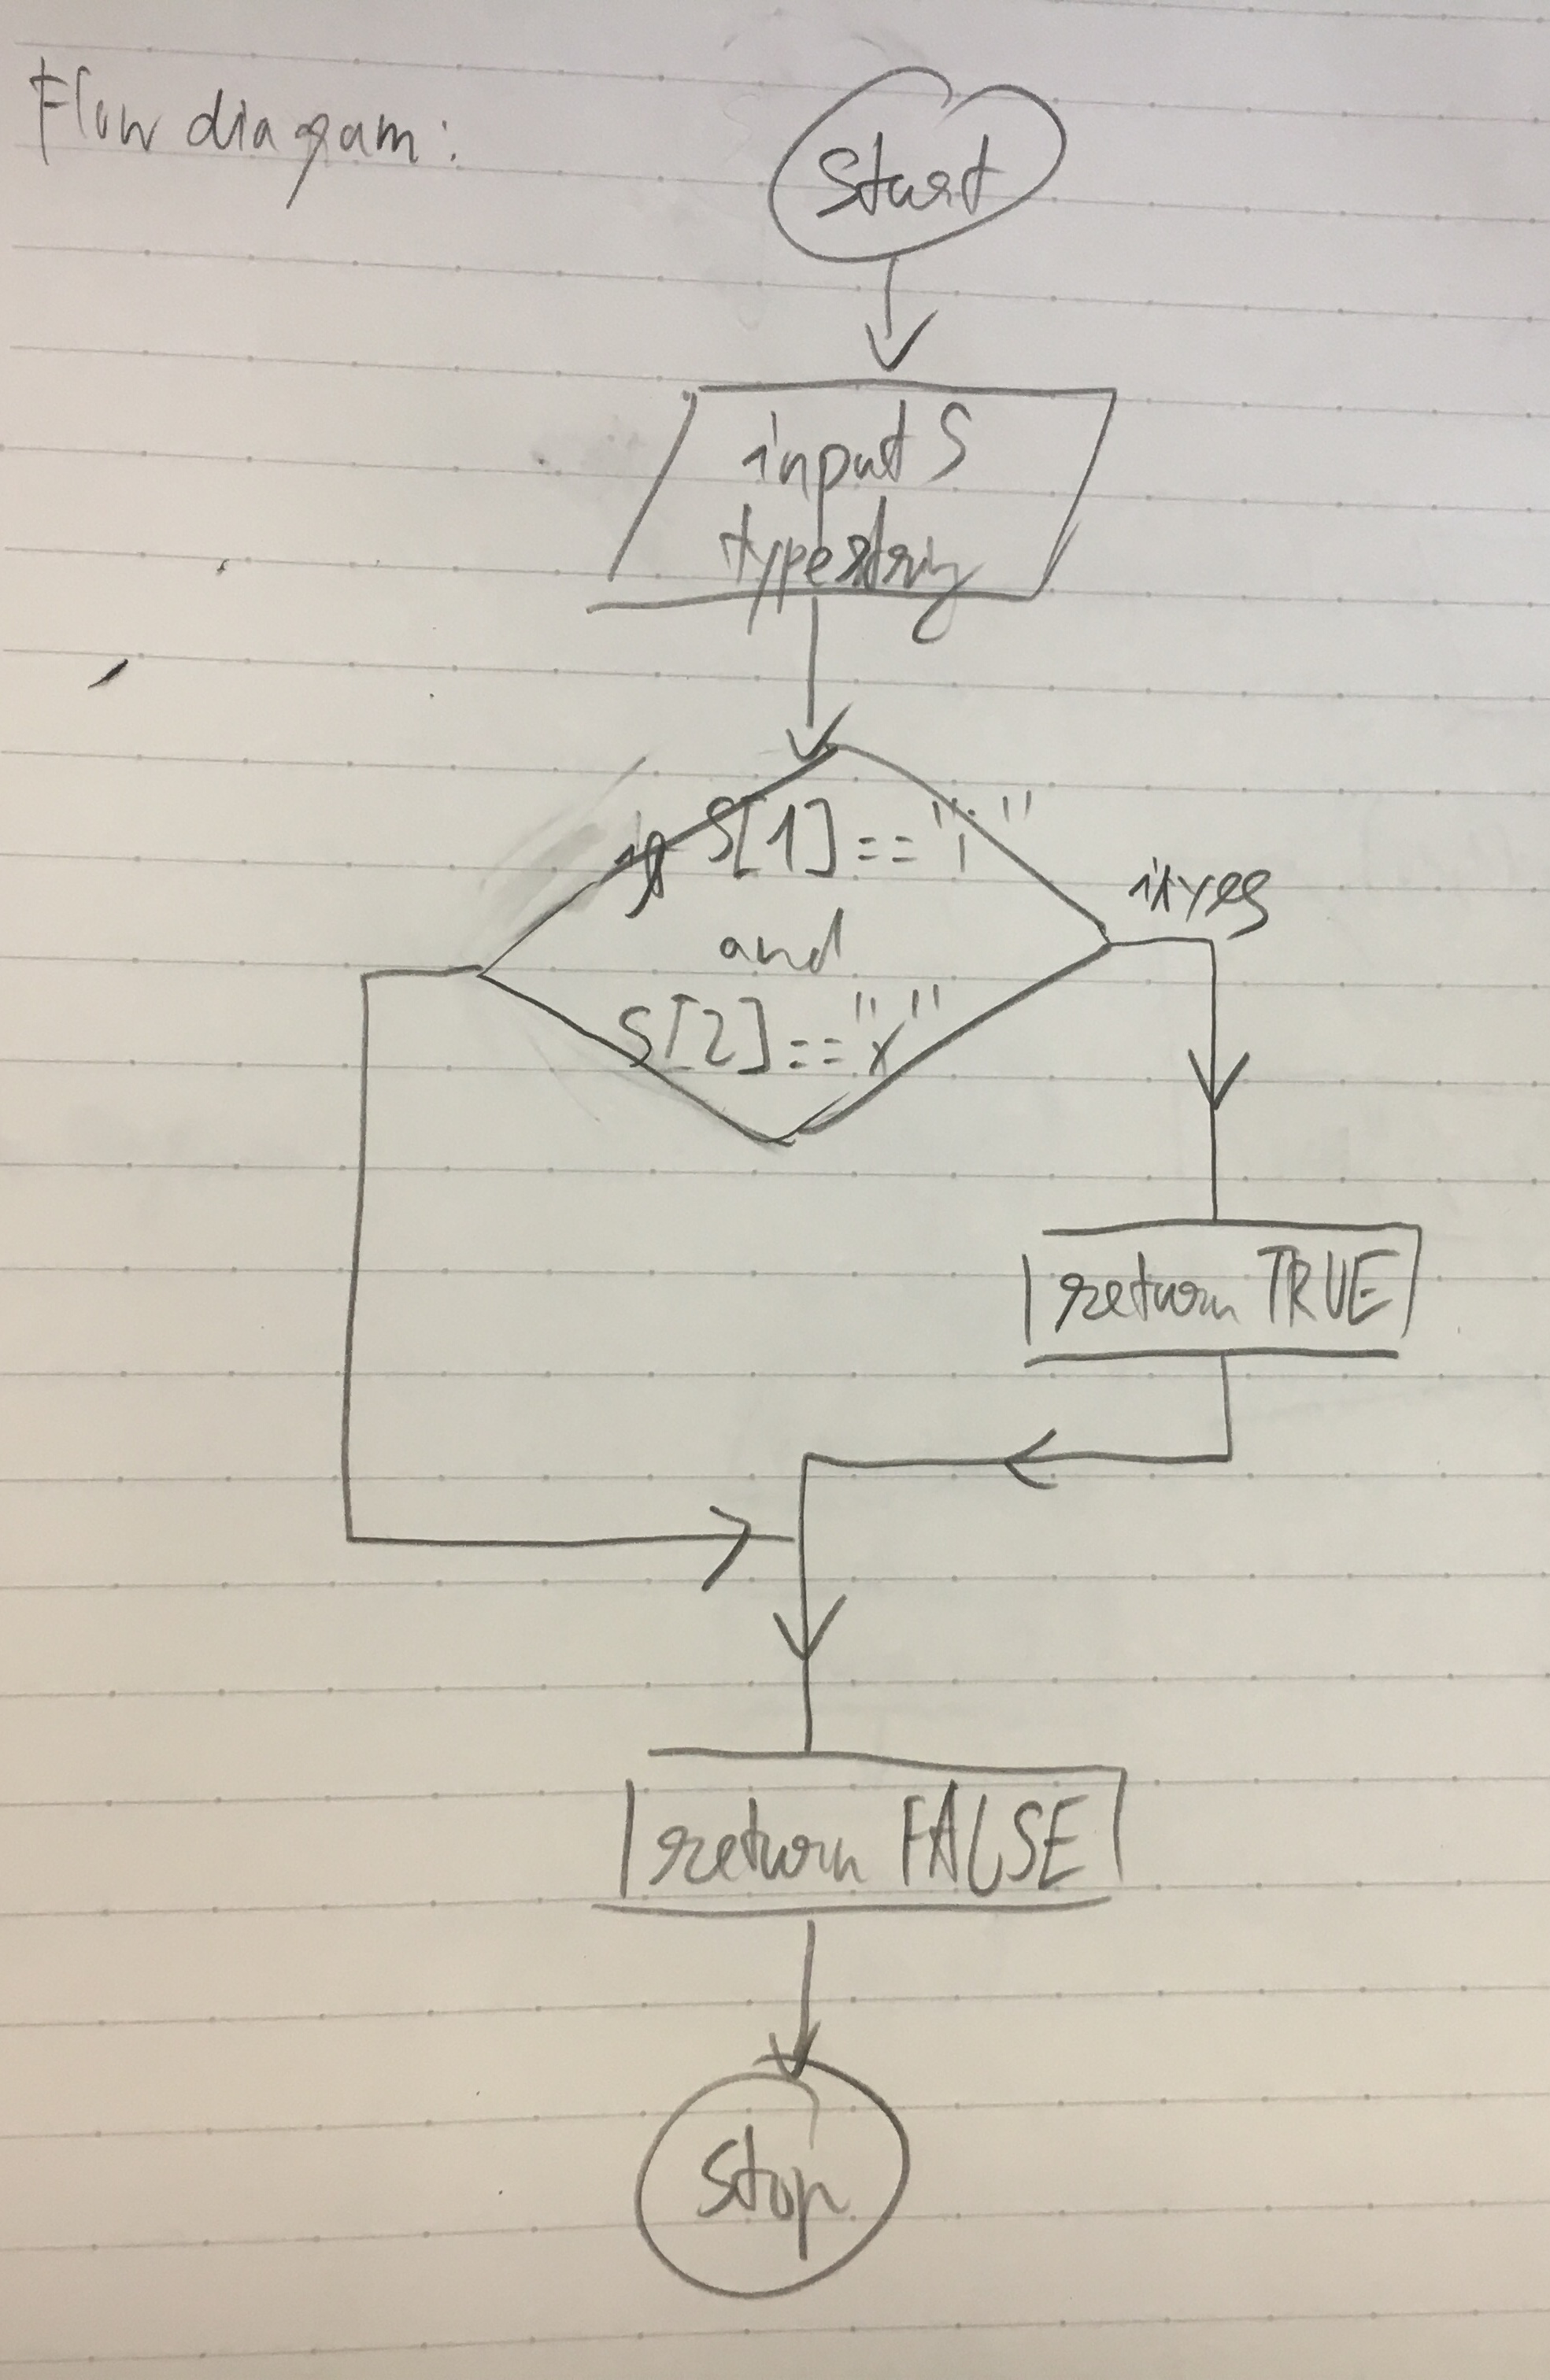 Flow diagram:
Start
input S
type string
if S[1] == "i"
and
S[2] == "x"
if yes
return TRUE
return FALSE
Stop